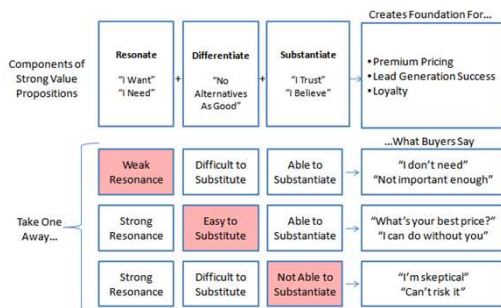 Creates Foundation For...
Components of
Strong Value
Propositions
Resonate
"I Want"
"I Need"
+
Differentiate
"No
Alternatives
As Good"
+
Substantiate
"I Trust"
"I Believe"
• Premium Pricing
• Lead Generation Success
• Loyalty
...What Buyers Say
Take One
Away...
Weak
Resonance
Difficult to
Substitute
Able to
Substantiate
"I don't need"
"Not important enough"
Strong
Resonance
Easy to
Substitute
Able to
Substantiate
"What's your best price?"
"I can do without you"
Strong
Resonance
Difficult to
Substitute
Not Able to
Substantiate
"I'm skeptical"
"Can't risk it"